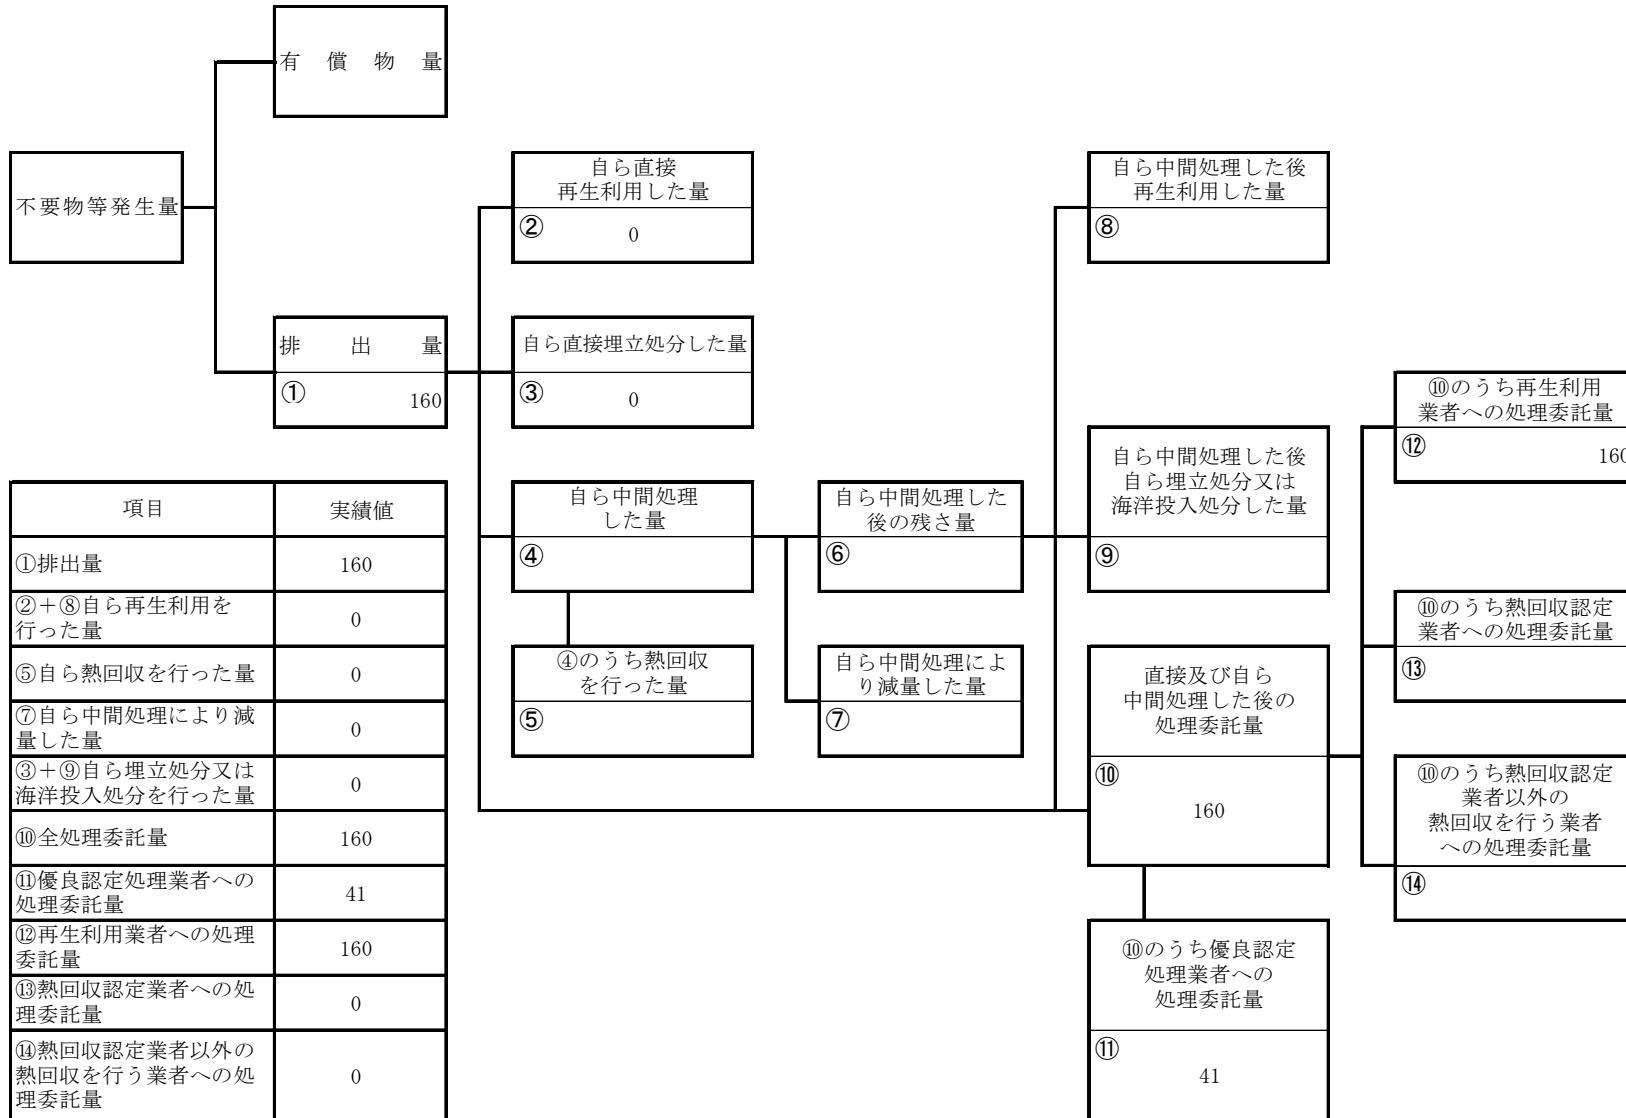 有償物量
不要物等発生量
排出量
① 160
自ら直接
再生利用した量
② 0
自ら直接埋立処分した量
③ 0
自ら中間処理
した量
④
④のうち熱回収
を行った量
⑤
自ら中間処理した
後の残さ量
⑥
自ら中間処理によ
り減量した量
⑦
自ら中間処理した後
再生利用した量
⑧
自ら中間処理した後
自ら埋立処分又は
海洋投入処分した量
⑨
直接及び自ら
中間処理した後の
処理委託量
⑩
160
⑩のうち優良認定
処理業者への
処理委託量
⑪
41
⑩のうち再生利用
業者への処理委託量
⑫ 160
⑩のうち熱回収認定
業者への処理委託量
⑬
⑩のうち熱回収認定
業者以外の
熱回収を行う業者
への処理委託量
⑭
項目 実績値
①排出量 160
②+⑧自ら再生利用を
行った量 0
⑤自ら熱回収を行った量 0
⑦自ら中間処理により減
量した量 0
③+⑨自ら埋立処分又は
海洋投入処分を行った量 0
⑩全処理委託量 160
⑪優良認定処理業者への
処理委託量 41
⑫再生利用業者への処理
委託量 160
⑬熱回収認定業者への処
理委託量 0
⑭熱回収認定業者以外の
熱回収を行う業者への処
理委託量 0